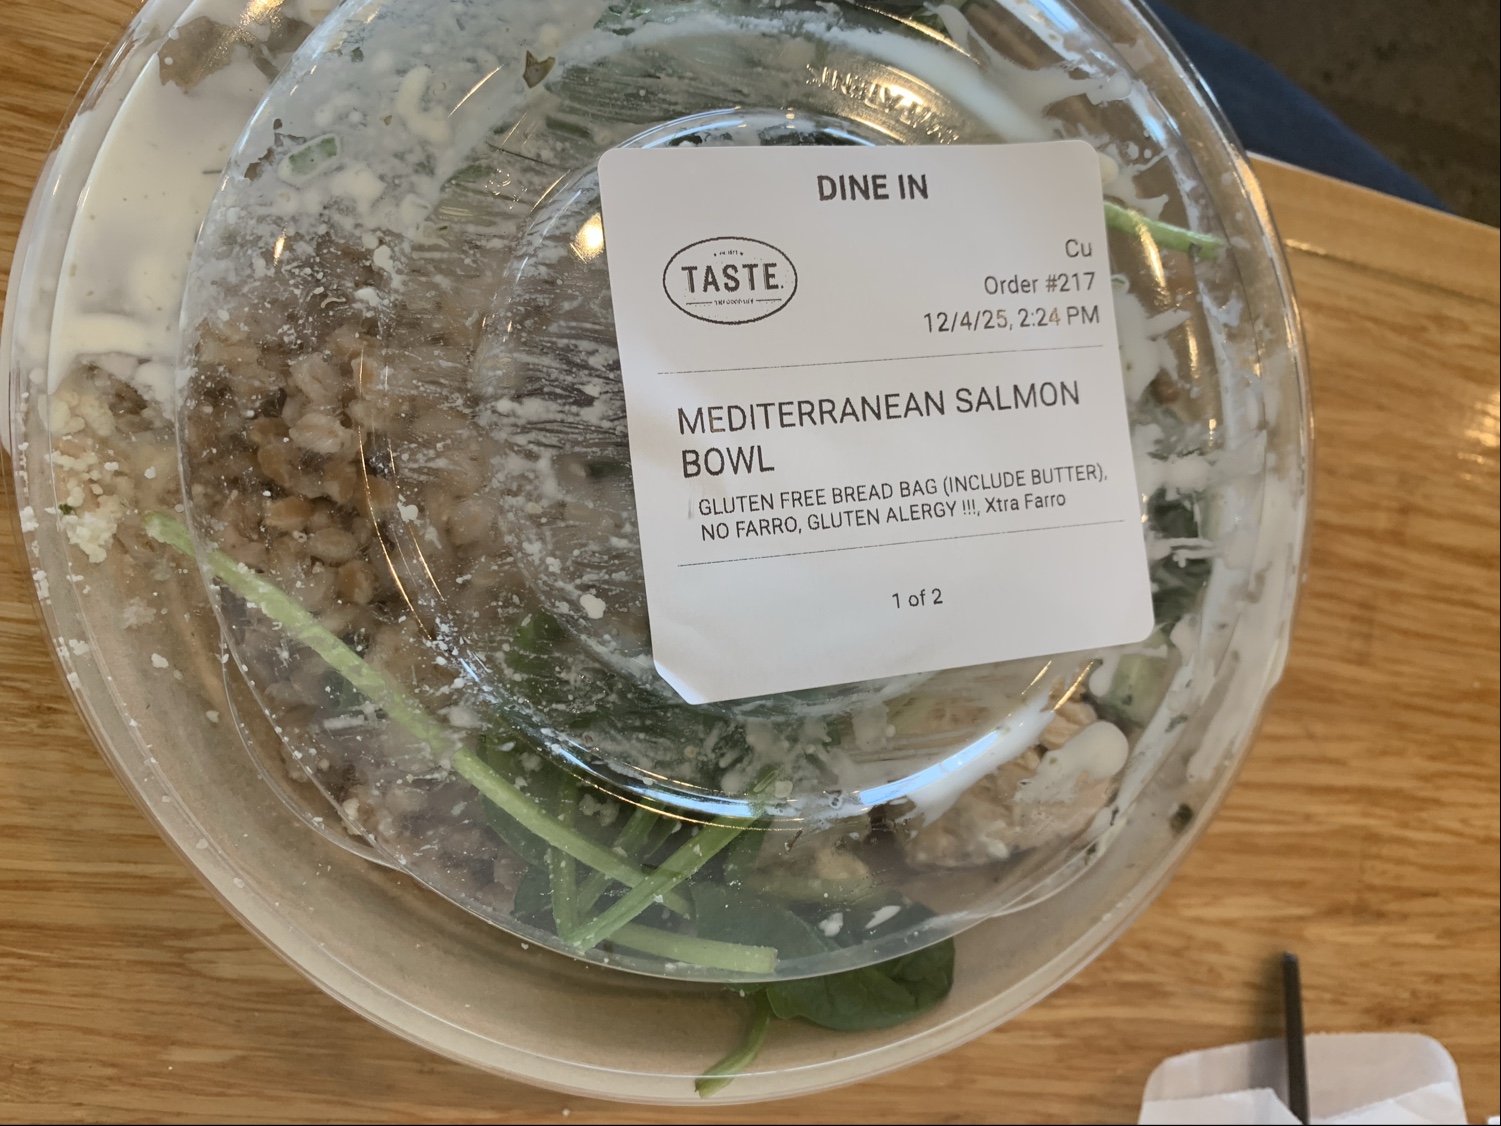 DINE IN
TASTE.
Cu
Order #217
12/4/25, 2:24 PM
MEDITERRANEAN SALMON
BOWL
GLUTEN FREE BREAD BAG (INCLUDE BUTTER),
NO FARRO, GLUTEN ALERGY !!!, Xtra Farro
1 of 2